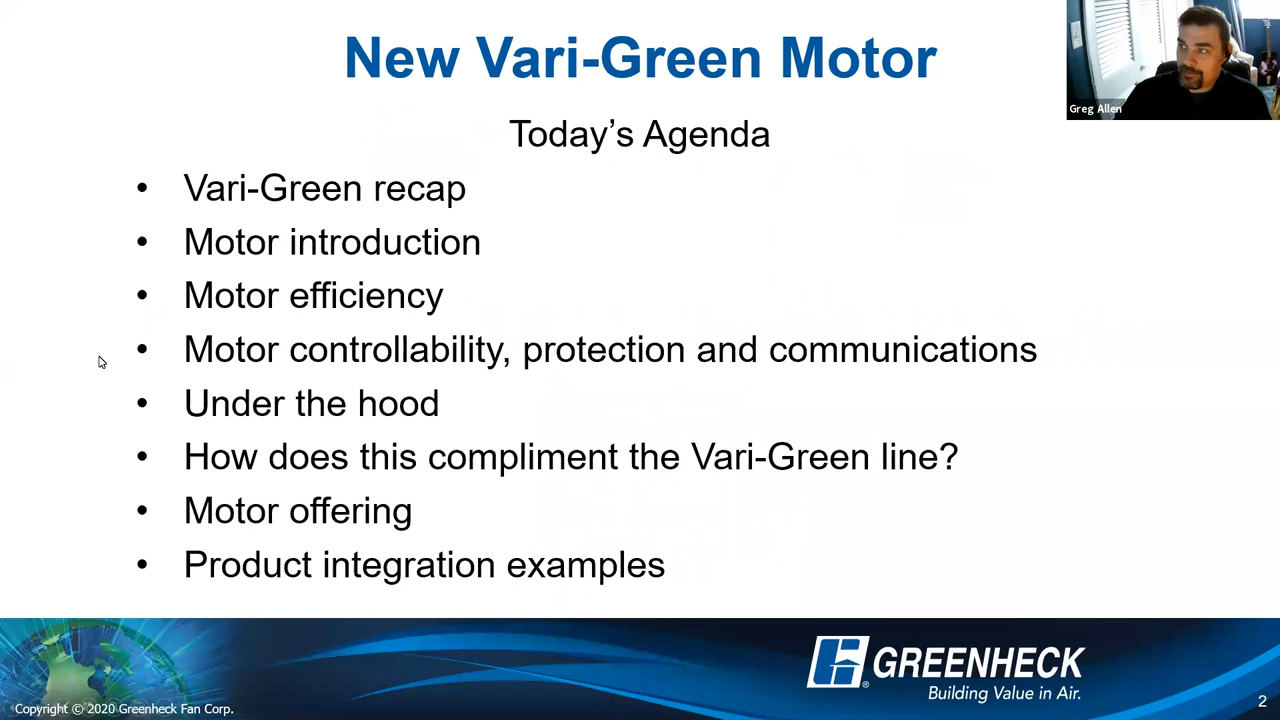 New Vari-Green Motor
Greg Allen
Today’s Agenda
• Vari-Green recap
• Motor introduction
• Motor efficiency
• Motor controllability, protection and communications
• Under the hood
• How does this compliment the Vari-Green line?
• Motor offering
• Product integration examples
GREENHECK
®
Building Value in Air.
Copyright © 2020 Greenheck Fan Corp.
2